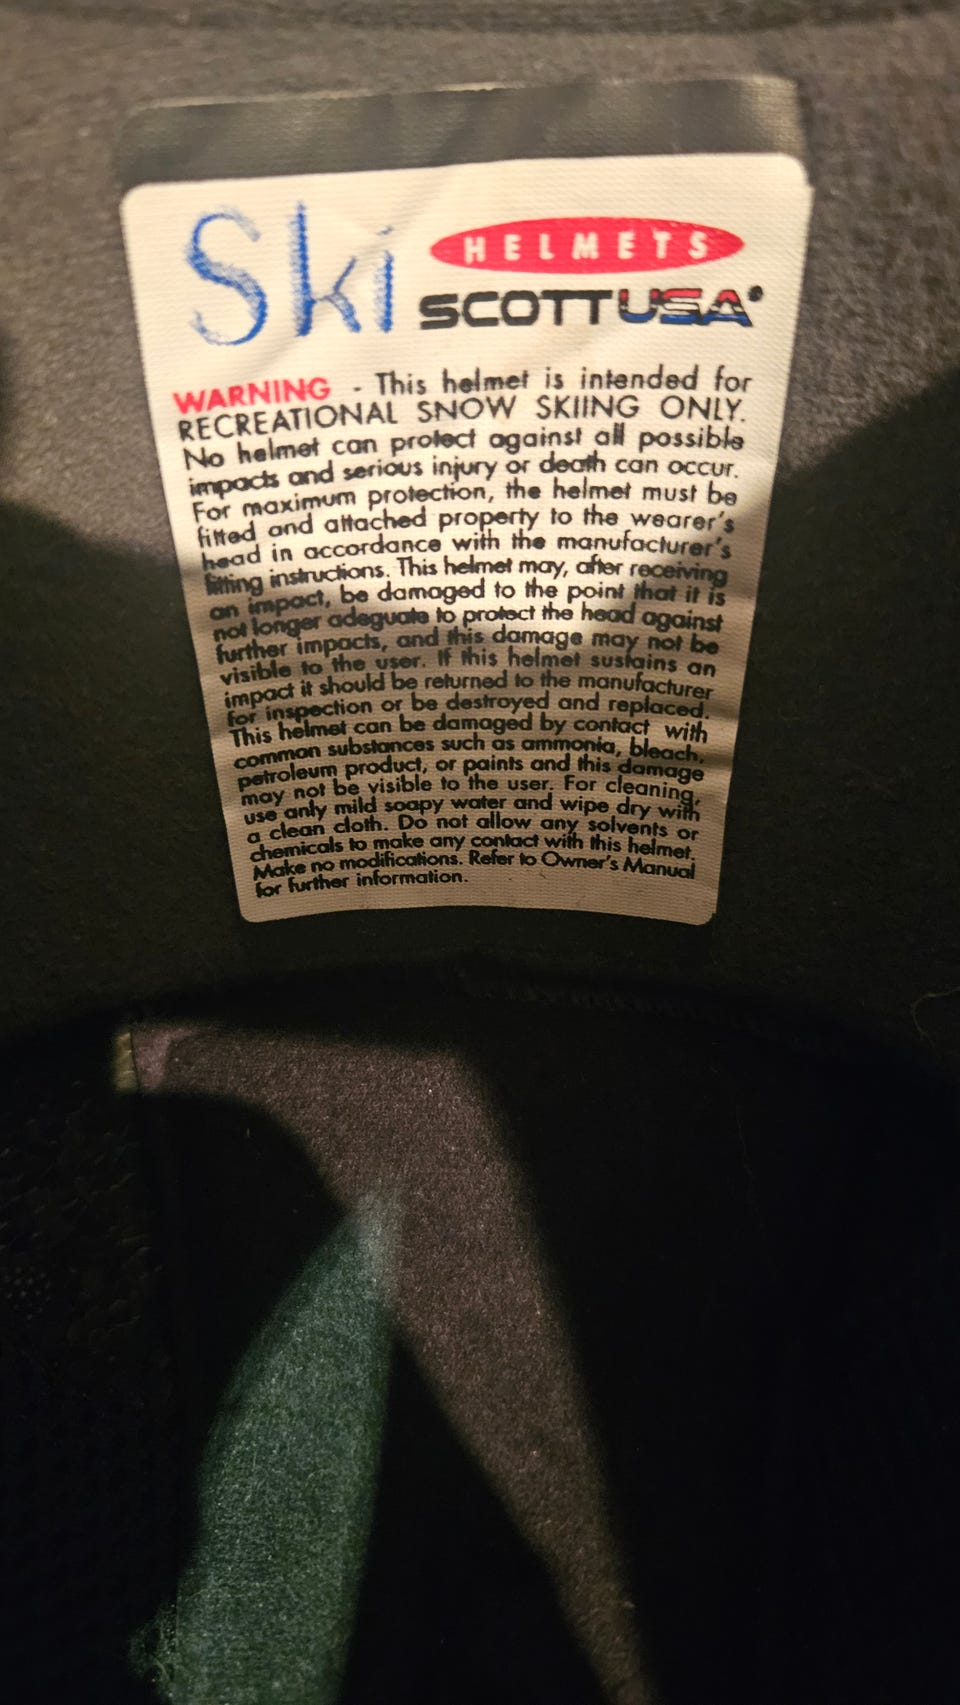 Ski HELMETS
SCOTTUSA
WARNING - This helmet is intended for
RECREATIONAL SNOW SKIING ONLY.
No helmet can protect against all possible
impacts and serious injury or death can occur.
For maximum protection, the helmet must be
fitted and attached property to the wearer's
head in accordance with the manufacturer's
fitting instructions. This helmet may, after receiving
an impact, be damaged to the point that it is
not longer adequate to protect the head against
further impacts, and this damage may not be
visible to the user. If this helmet sustains an
impact it should be returned to the manufacturer
for inspection or be destroyed and replaced.
This helmet can be damaged by contact with
common substances such as ammonia, bleach,
petroleum product, or paints and this damage
may not be visible to the user. For cleaning,
use only mild soapy water and wipe dry with
a clean cloth. Do not allow any solvents or
chemicals to make any contact with this helmet.
Make no modifications. Refer to Owner's Manual
for further information.